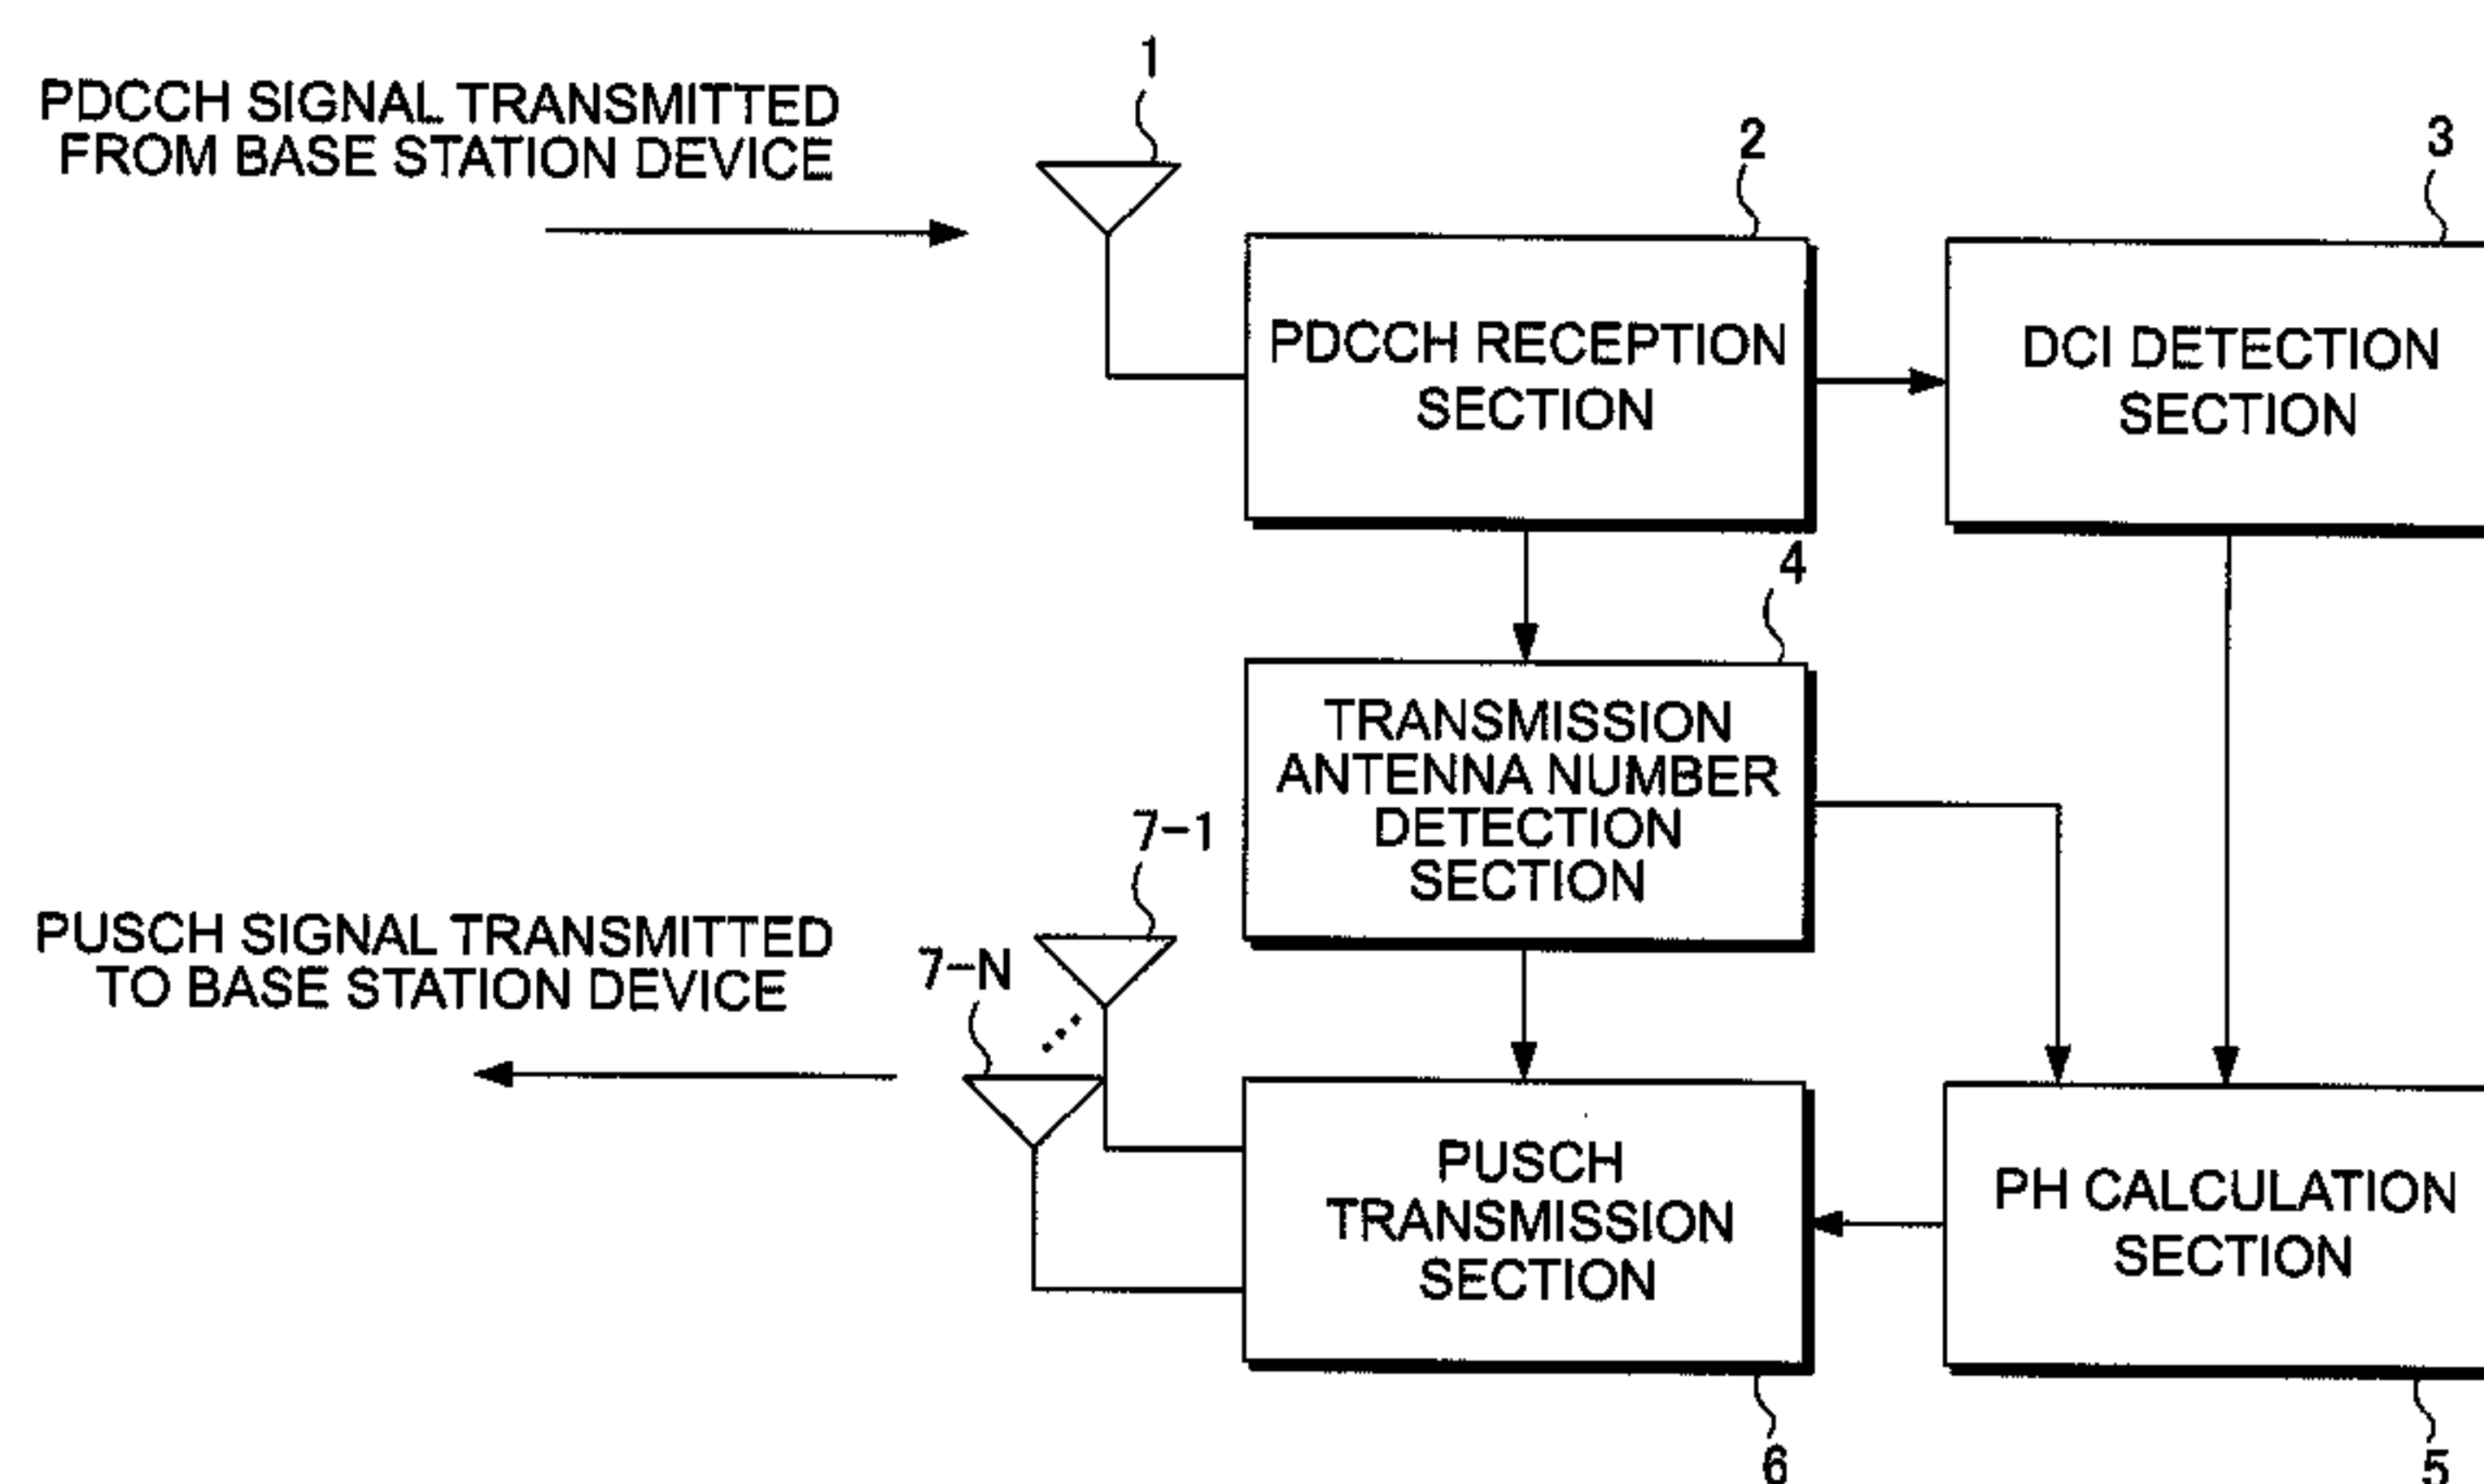 1
PDCCH SIGNAL TRANSMITTED
FROM BASE STATION DEVICE
2
3
PDCCH RECEPTION
SECTION
DCI DETECTION
SECTION
4
TRANSMISSION
ANTENNA NUMBER
DETECTION
SECTION
7-1
PUSCH SIGNAL TRANSMITTED
TO BASE STATION DEVICE
7-N
PUSCH
TRANSMISSION
SECTION
PH CALCULATION
SECTION
6
5